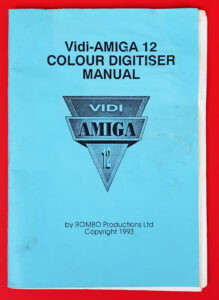 Vidi-AMIGA 12
COLOUR DIGITISER
MANUAL
VIDI
AMIGA
12
by ROMBO Productions Ltd
Copyright 1993